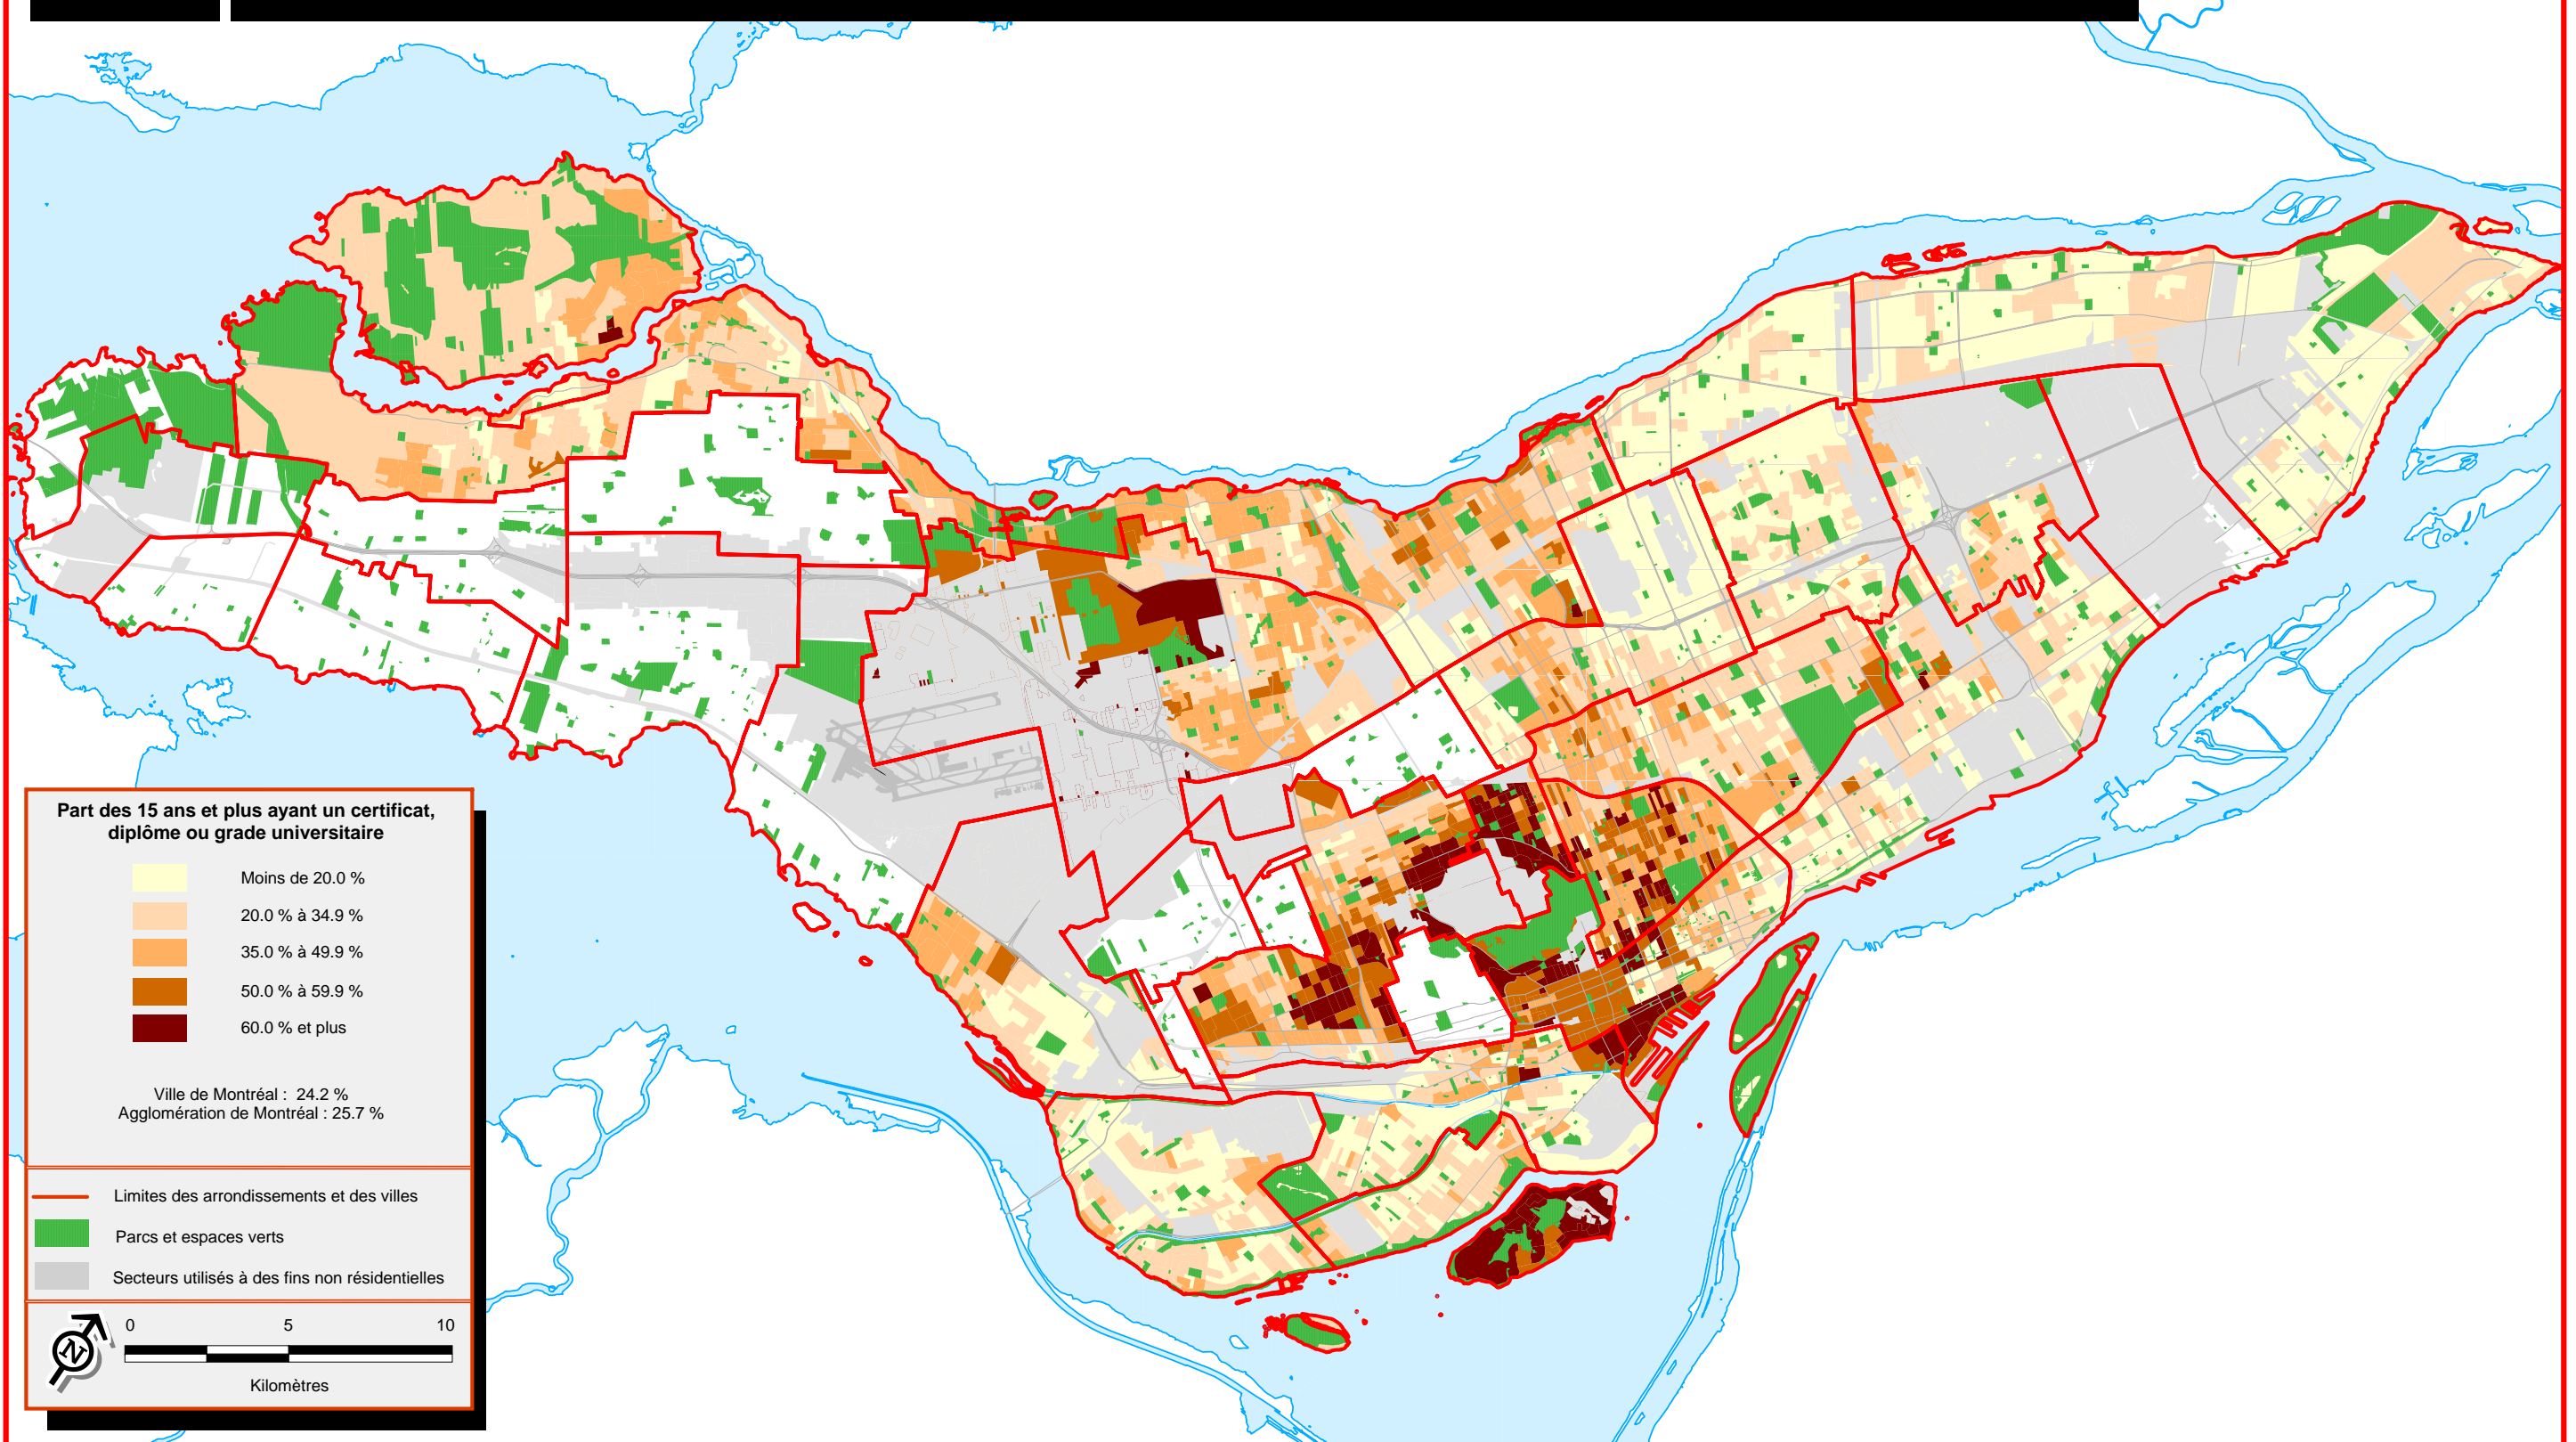 Part des 15 ans et plus ayant un certificat,
diplôme ou grade universitaire
Moins de 20.0 %
20.0 % à 34.9 %
35.0 % à 49.9 %
50.0 % à 59.9 %
60.0 % et plus
Ville de Montréal : 24.2 %
Agglomération de Montréal : 25.7 %
Limites des arrondissements et des villes
Parcs et espaces verts
Secteurs utilisés à des fins non résidentielles
N
0 5 10
Kilomètres